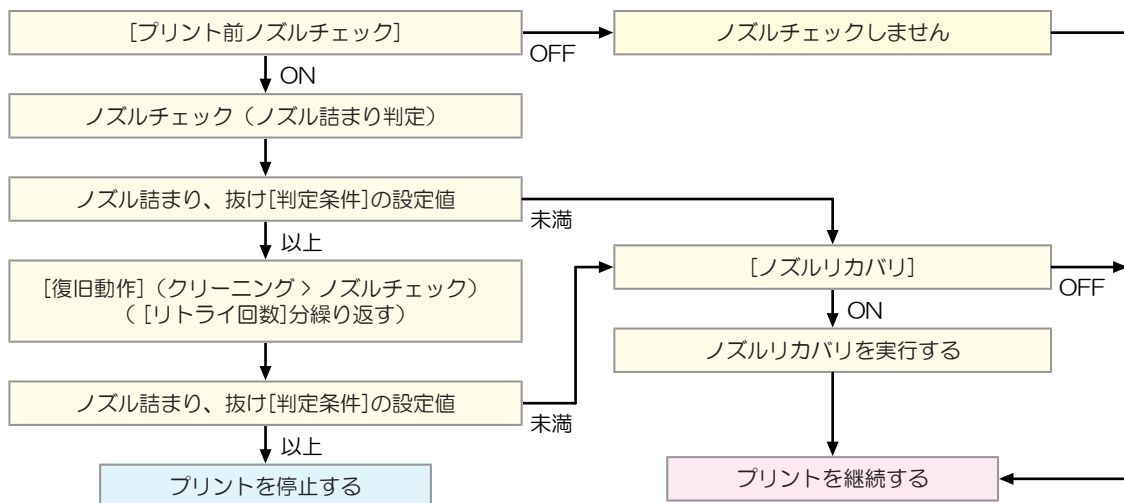 [プリント前ノズルチェック]
OFF
ノズルチェックしません
ON
ノズルチェック（ノズル詰まり判定）
ノズル詰まり、抜け[判定条件]の設定値
未満
以上
[復旧動作]（クリーニング > ノズルチェック）
（ [リトライ回数]分繰り返す）
[ノズルリカバリ]
OFF
ON
ノズルリカバリを実行する
ノズル詰まり、抜け[判定条件]の設定値
未満
以上
プリントを停止する
プリントを継続する